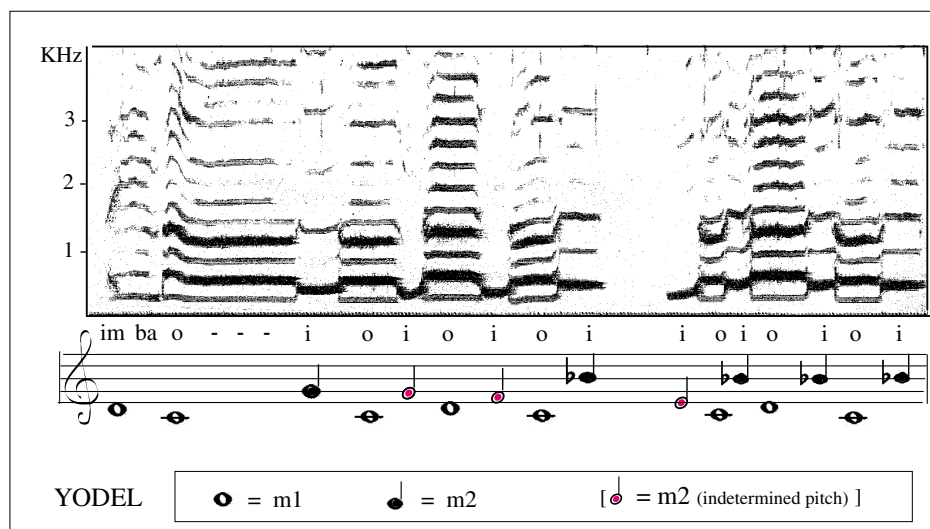 KHz
3
2
1
im ba o - - - i o i o i o i i o i o i o i
YODEL = m1 = m2 [ = m2 (indetermined pitch) ]